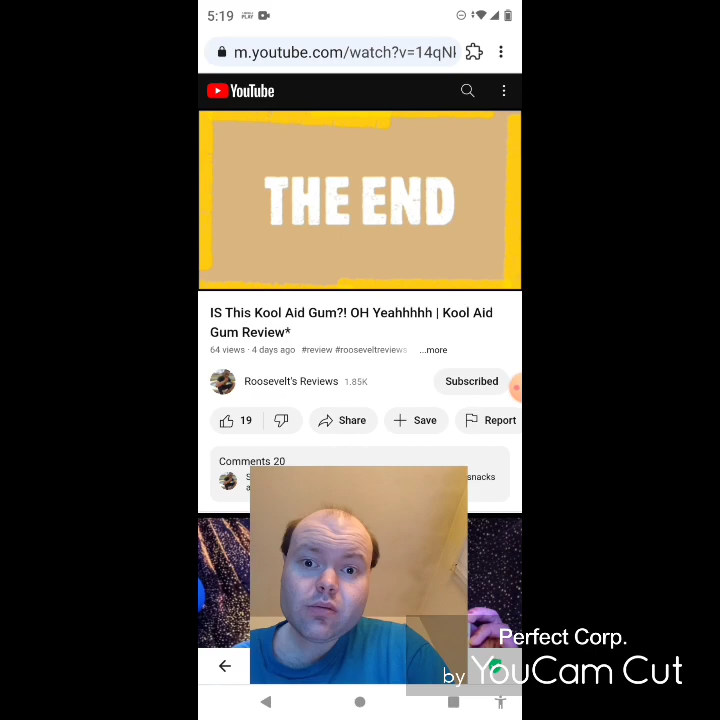 5:19
m.youtube.com/watch?v=14qN
YouTube
THE END
IS This Kool Aid Gum?! OH Yeahhhhh | Kool Aid
Gum Review*
64 views · 4 days ago #review #rooseveltreviews ...more
Roosevelt's Reviews 1.85K
Subscribed
19
Share
Save
Report
Comments 20
snacks
Perfect Corp.
by YouCam Cut